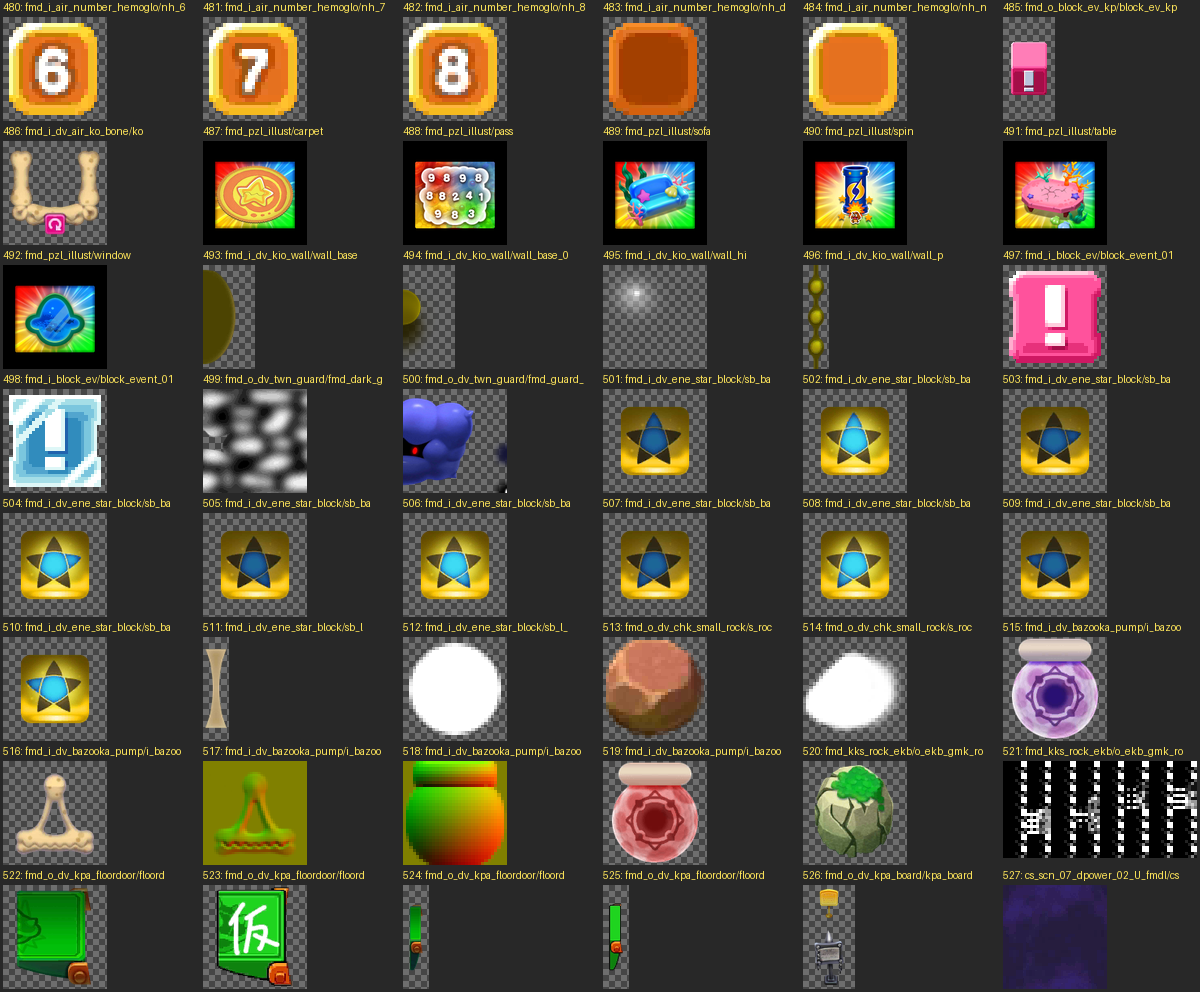 480: fmd_i_air_number_hemoglo/nh_6
481: fmd_i_air_number_hemoglo/nh_7
482: fmd_i_air_number_hemoglo/nh_8
483: fmd_i_air_number_hemoglo/nh_d
484: fmd_i_air_number_hemoglo/nh_n
485: fmd_o_block_ev_kp/block_ev_kp
6
7
8
!
486: fmd_i_dv_air_ko_bone/ko
487: fmd_pzl_illust/carpet
488: fmd_pzl_illust/pass
489: fmd_pzl_illust/sofa
490: fmd_pzl_illust/spin
491: fmd_pzl_illust/table
9 8 9 8
8 8 2 4 1
9 8 3
492: fmd_pzl_illust/window
493: fmd_i_dv_kio_wall/wall_base
494: fmd_i_dv_kio_wall/wall_base_0
495: fmd_i_dv_kio_wall/wall_hi
496: fmd_i_dv_kio_wall/wall_p
497: fmd_i_block_ev/block_event_01
!
498: fmd_i_block_ev/block_event_01
499: fmd_o_dv_twn_guard/fmd_dark_g
500: fmd_o_dv_twn_guard/fmd_guard_
501: fmd_i_dv_ene_star_block/sb_ba
502: fmd_i_dv_ene_star_block/sb_ba
503: fmd_i_dv_ene_star_block/sb_ba
!
504: fmd_i_dv_ene_star_block/sb_ba
505: fmd_i_dv_ene_star_block/sb_ba
506: fmd_i_dv_ene_star_block/sb_ba
507: fmd_i_dv_ene_star_block/sb_ba
508: fmd_i_dv_ene_star_block/sb_ba
509: fmd_i_dv_ene_star_block/sb_ba
510: fmd_i_dv_ene_star_block/sb_ba
511: fmd_i_dv_ene_star_block/sb_l
512: fmd_i_dv_ene_star_block/sb_l_
513: fmd_o_dv_chk_small_rock/s_roc
514: fmd_o_dv_chk_small_rock/s_roc
515: fmd_i_dv_bazooka_pump/i_bazoo
516: fmd_i_dv_bazooka_pump/i_bazoo
517: fmd_i_dv_bazooka_pump/i_bazoo
518: fmd_i_dv_bazooka_pump/i_bazoo
519: fmd_i_dv_bazooka_pump/i_bazoo
520: fmd_kks_rock_ekb/o_ekb_gmk_ro
521: fmd_kks_rock_ekb/o_ekb_gmk_ro
522: fmd_o_dv_kpa_floordoor/floord
523: fmd_o_dv_kpa_floordoor/floord
524: fmd_o_dv_kpa_floordoor/floord
525: fmd_o_dv_kpa_floordoor/floord
526: fmd_o_dv_kpa_board/kpa_board
527: cs_scn_07_dpower_02_U_fmdl/cs
仮